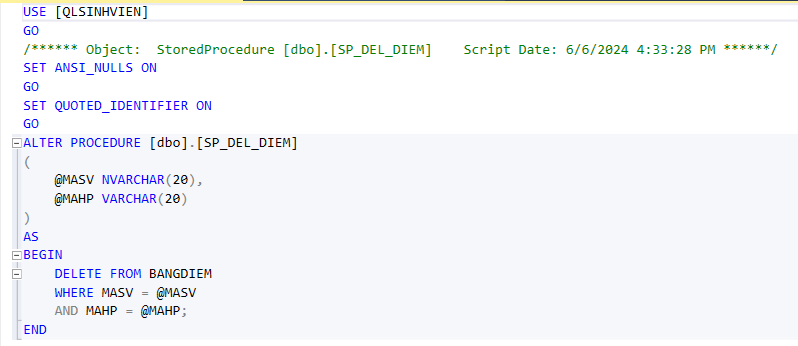 USE [QLSINHVIEN]
GO
/****** Object:  StoredProcedure [dbo].[SP_DEL_DIEM]    Script Date: 6/6/2024 4:33:28 PM ******/
SET ANSI_NULLS ON
GO
SET QUOTED_IDENTIFIER ON
GO
ALTER PROCEDURE [dbo].[SP_DEL_DIEM]
(
    @MASV NVARCHAR(20),
    @MAHP VARCHAR(20)
)
AS
BEGIN
    DELETE FROM BANGDIEM
    WHERE MASV = @MASV
    AND MAHP = @MAHP;
END